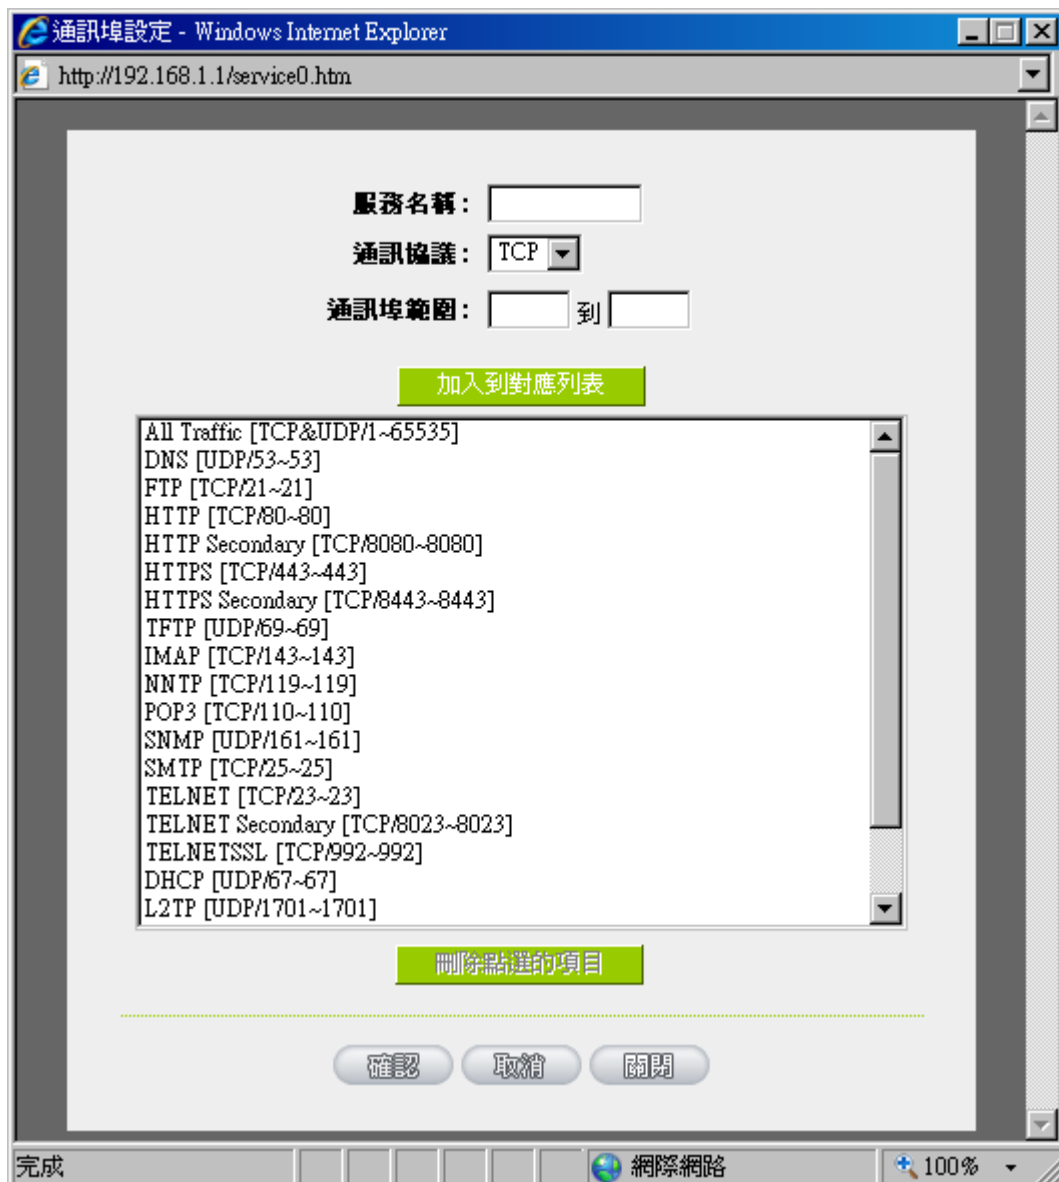 通訊埠設定 - Windows Internet Explorer
http://192.168.1.1/service0.htm
服務名稱：
通訊協議： TCP
通訊埠範圍： 到
加入到對應列表
All Traffic [TCP&UDP/1~65535]
DNS [UDP/53~53]
FTP [TCP/21~21]
HTTP [TCP/80~80]
HTTP Secondary [TCP/8080~8080]
HTTPS [TCP/443~443]
HTTPS Secondary [TCP/8443~8443]
TFTP [UDP/69~69]
IMAP [TCP/143~143]
NNTP [TCP/119~119]
POP3 [TCP/110~110]
SNMP [UDP/161~161]
SMTP [TCP/25~25]
TELNET [TCP/23~23]
TELNET Secondary [TCP/8023~8023]
TELNETSSL [TCP/992~992]
DHCP [UDP/67~67]
L2TP [UDP/1701~1701]
刪除點選的項目
確認 取消 關閉
完成 網際網路 100%